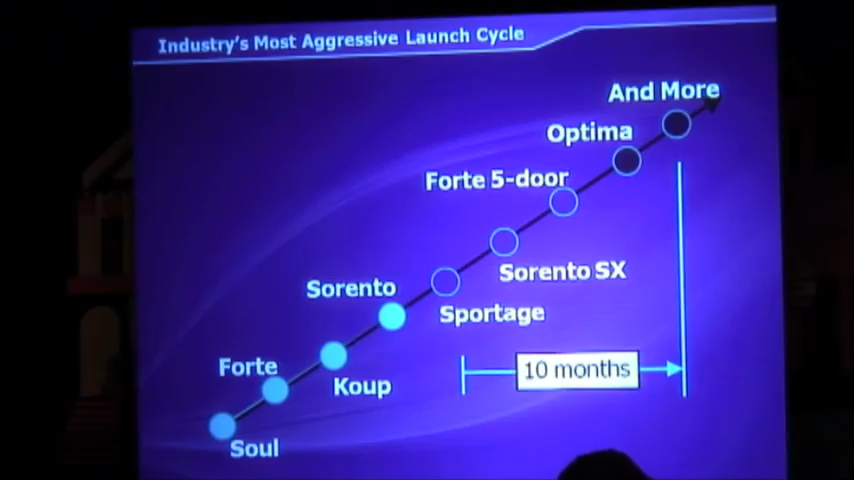 Industry's Most Aggressive Launch Cycle
And More
Optima
Forte 5-door
Sorento SX
Sorento
Sportage
10 months
Forte
Koup
Soul